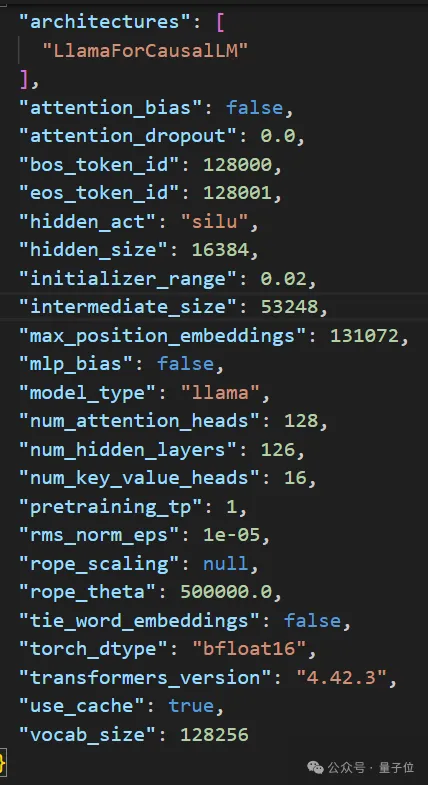 "architectures": [
"LlamaForCausalLM"
],
"attention_bias": false,
"attention_dropout": 0.0,
"bos_token_id": 128000,
"eos_token_id": 128001,
"hidden_act": "silu",
"hidden_size": 16384,
"initializer_range": 0.02,
"intermediate_size": 53248,
"max_position_embeddings": 131072,
"mlp_bias": false,
"model_type": "llama",
"num_attention_heads": 128,
"num_hidden_layers": 126,
"num_key_value_heads": 16,
"pretraining_tp": 1,
"rms_norm_eps": 1e-05,
"rope_scaling": null,
"rope_theta": 500000.0,
"tie_word_embeddings": false,
"torch_dtype": "bfloat16",
"transformers_version": "4.42.3",
"use_cache": true,
"vocab_size": 128256
}
公众号 · 量子位